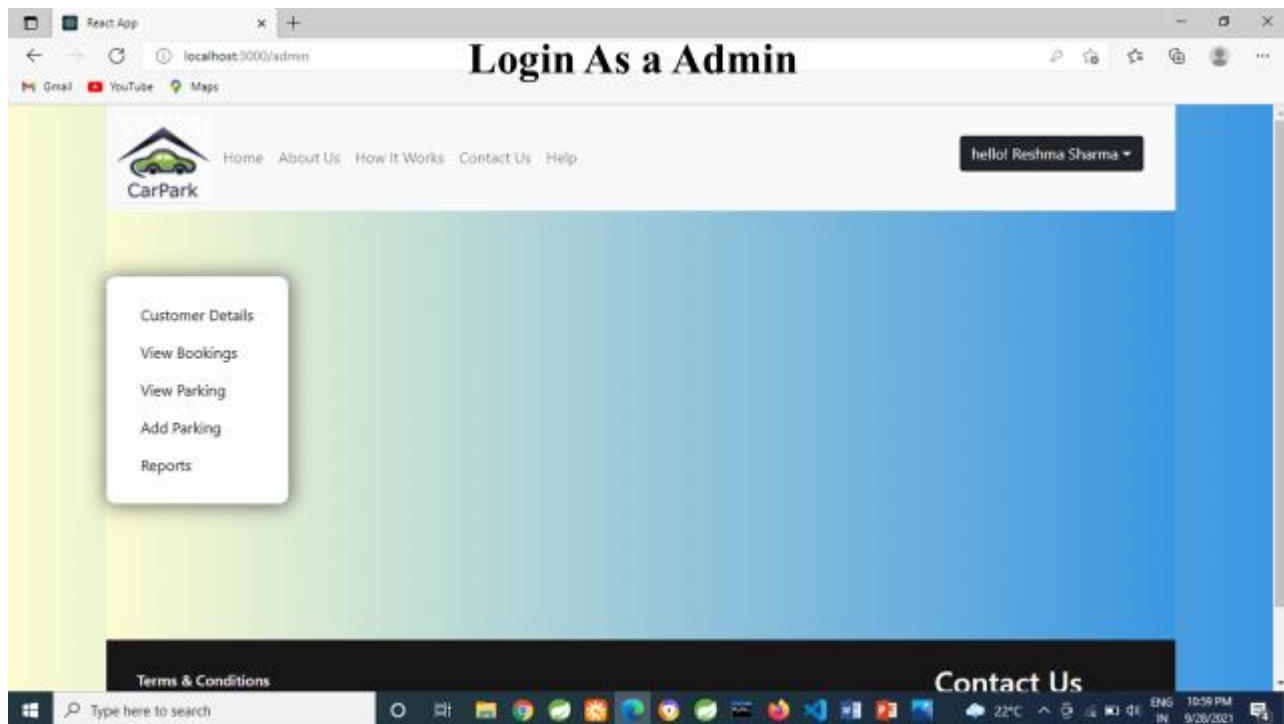 React App
localhost:3000/admin
Login As a Admin
Gmail YouTube Maps
Home About Us How It Works Contact Us Help
hello! Reshma Sharma
CarPark
Customer Details
View Bookings
View Parking
Add Parking
Reports
Terms & Conditions
Contact Us
Type here to search
22°C
ENG
IN
10:59 PM
9/28/2021